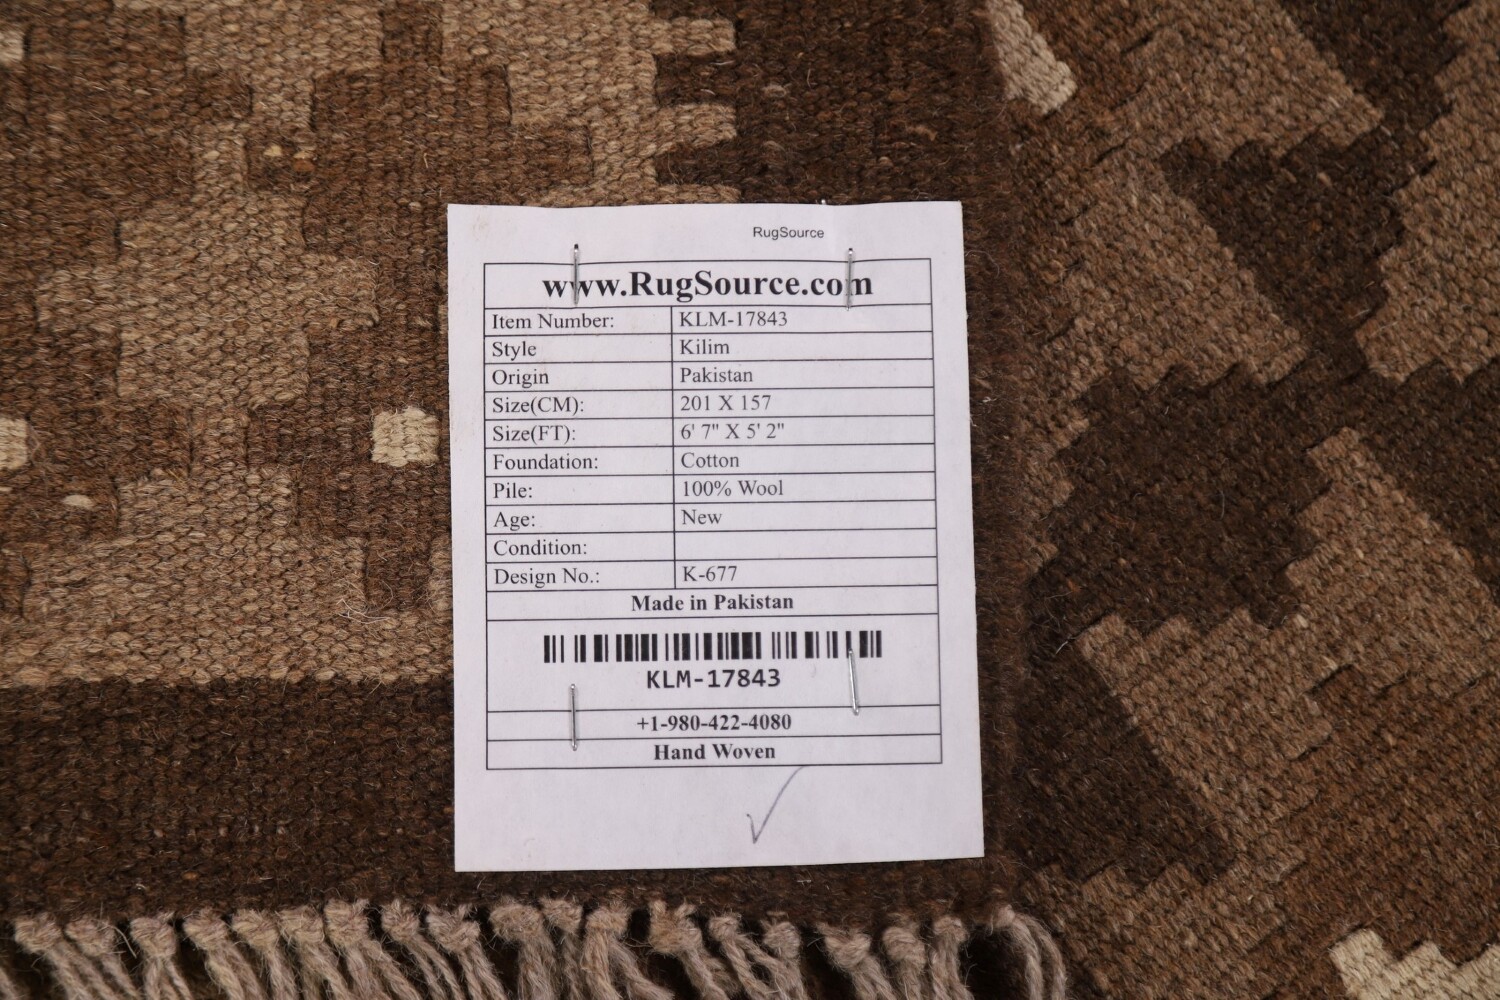 RugSource
www.RugSource.com
Item Number: KLM-17843
Style Kilim
Origin Pakistan
Size(CM): 201 X 157
Size(FT): 6' 7" X 5' 2"
Foundation: Cotton
Pile: 100% Wool
Age: New
Condition:
Design No.: K-677
Made in Pakistan
KLM-17843
+1-980-422-4080
Hand Woven